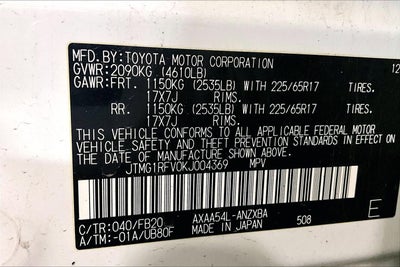 MFD.BY:TOYOTA MOTOR CORPORATION 12
GVWR:2090KG (4610LB)
GAWR:FRT. 1150KG (2535LB) WITH 225/65R17 TIRES.
17X7J RIMS.
RR. 1150KG (2535LB) WITH 225/65R17 TIRES.
17X7J RIMS.
THIS VEHICLE CONFORMS TO ALL APPLICABLE FEDERAL MOTOR
VEHICLE SAFETY AND THEFT PREVENTION STANDARDS IN EFFECT ON
THE DATE OF MANUFACTURE SHOWN ABOVE.
JTMG1RFV0KJ004369 MPV
C/TR:040/FB20 AXAA54L-ANZXBA
A/TM:-01A/UB80F MADE IN JAPAN 508 E